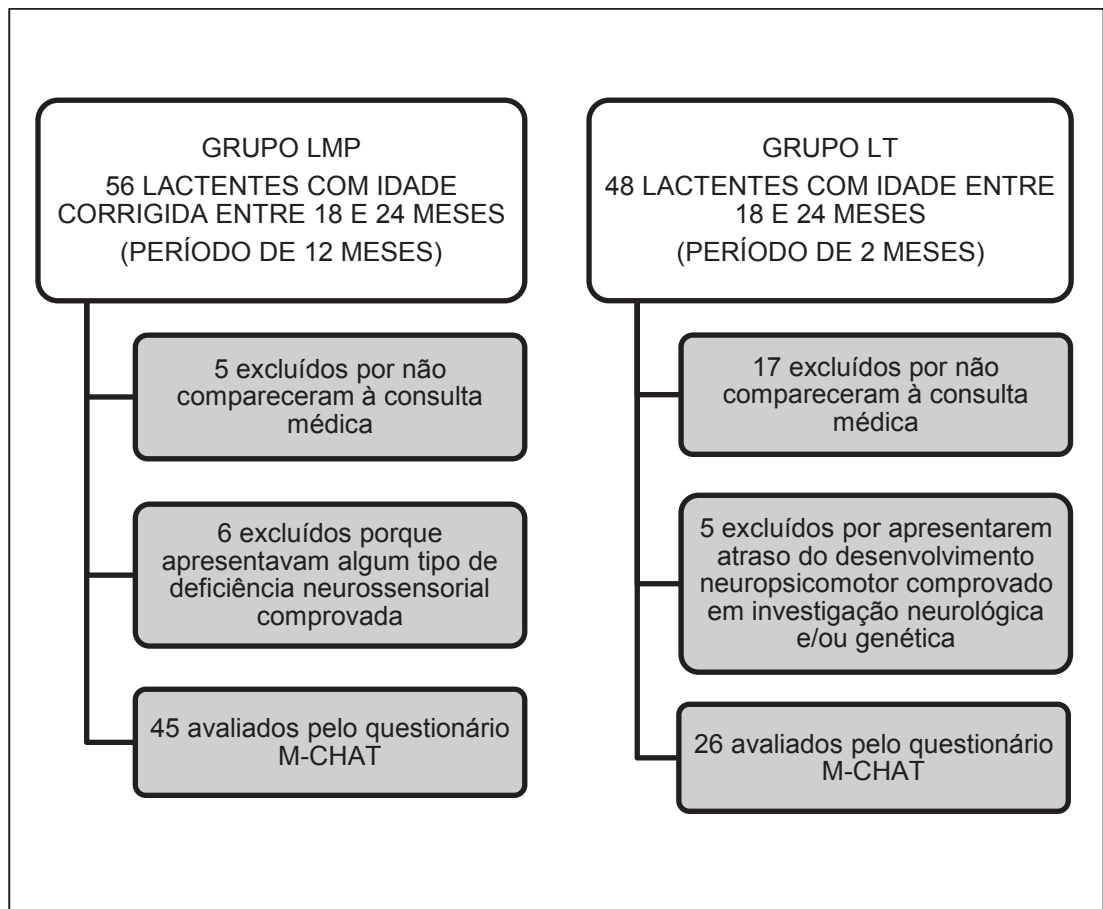 GRUPO LMP
56 LACTENTES COM IDADE
CORRIGIDA ENTRE 18 E 24 MESES
(PERÍODO DE 12 MESES)
5 excluídos por não
compareceram à consulta
médica
6 excluídos porque
apresentavam algum tipo de
deficiência neurossensorial
comprovada
45 avaliados pelo questionário
M-CHAT
GRUPO LT
48 LACTENTES COM IDADE ENTRE
18 E 24 MESES
(PERÍODO DE 2 MESES)
17 excluídos por não
compareceram à consulta
médica
5 excluídos por apresentarem
atraso do desenvolvimento
neuropsicomotor comprovado
em investigação neurológica
e/ou genética
26 avaliados pelo questionário
M-CHAT